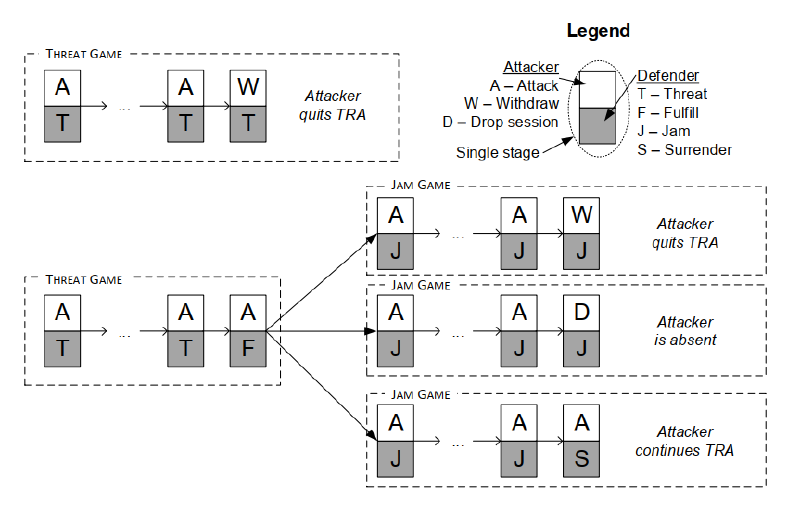 Legend
THREAT GAME
A ... A W
T T T
Attacker
quits TRA
Attacker
A – Attack
W – Withdraw
D – Drop session
Single stage
Defender
T – Threat
F – Fulfill
J – Jam
S – Surrender
JAM GAME
A ... A W
J J J
Attacker
quits TRA
THREAT GAME
A ... A A
T T F
JAM GAME
A ... A D
J J J
Attacker
is absent
JAM GAME
A ... A A
J J S
Attacker
continues TRA